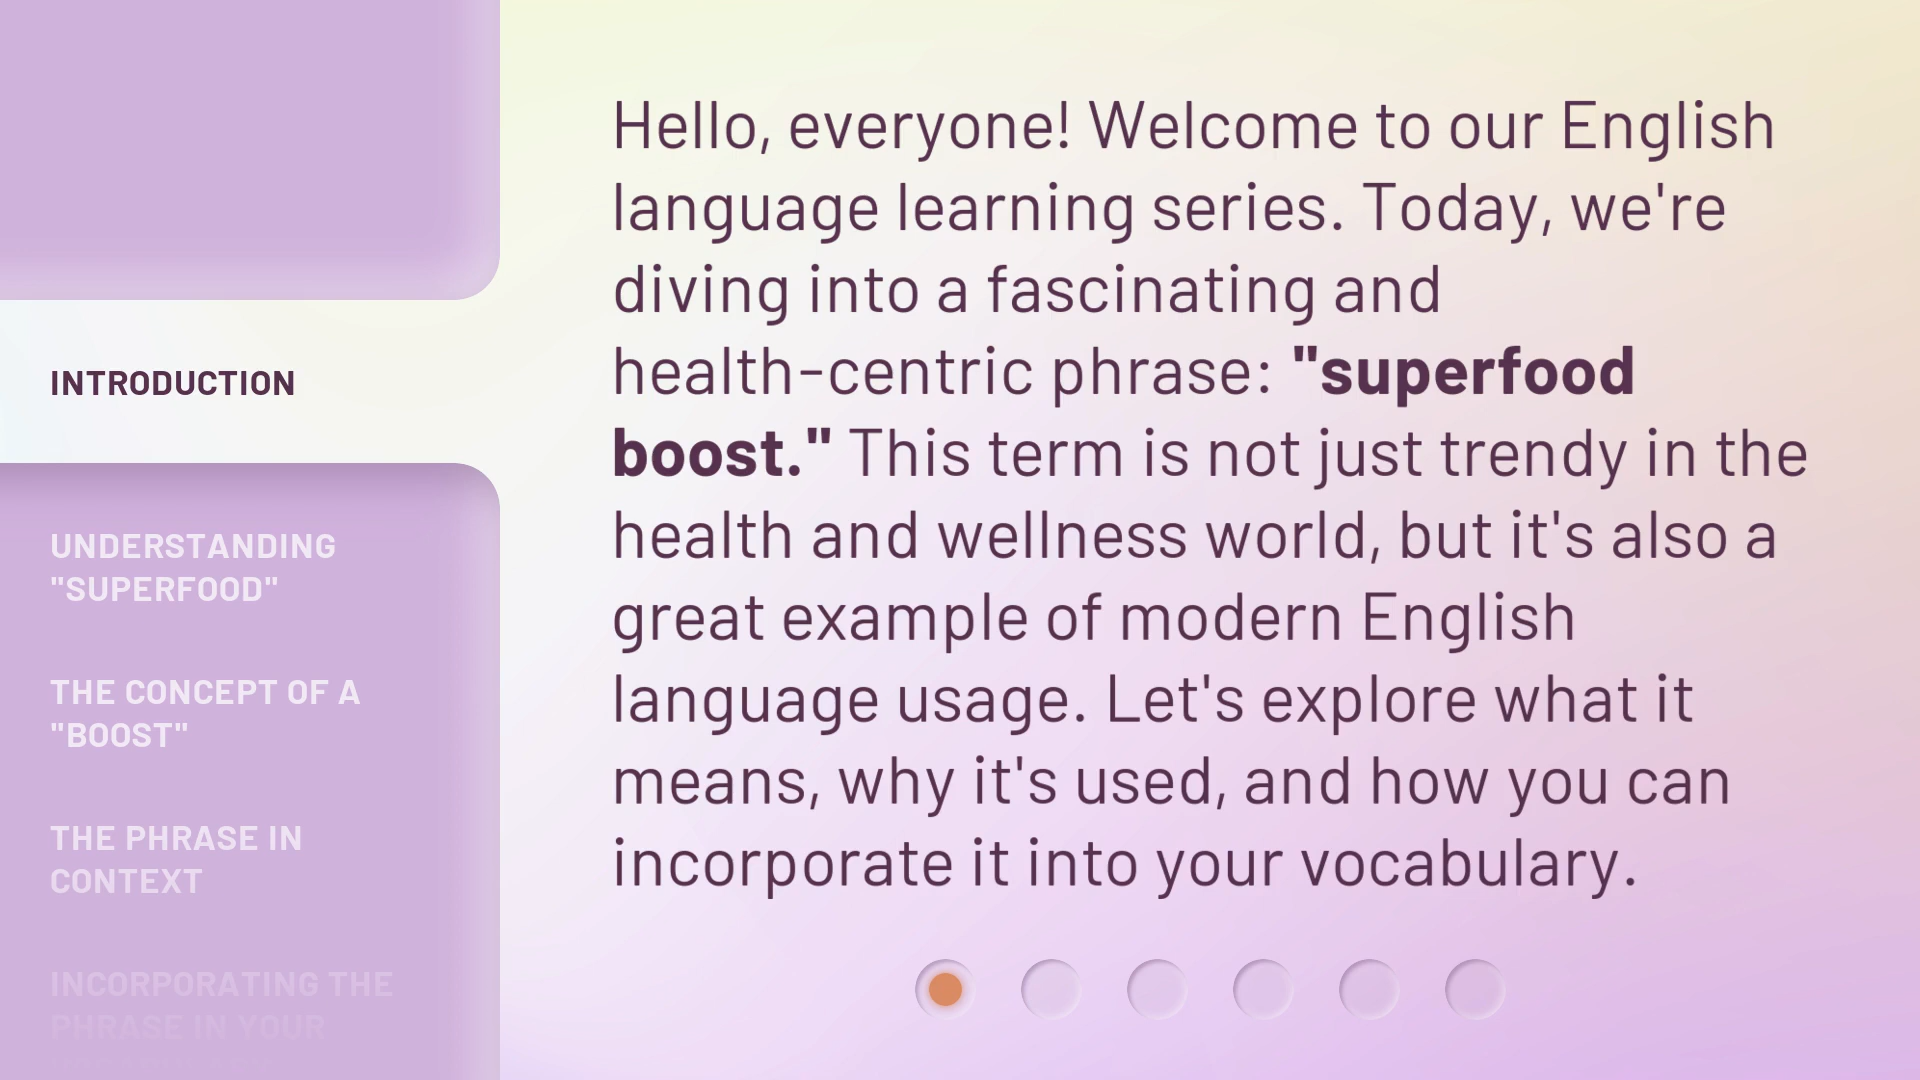 INTRODUCTION
UNDERSTANDING
"SUPERFOOD"
THE CONCEPT OF A
"BOOST"
THE PHRASE IN
CONTEXT
INCORPORATING THE
PHRASE IN YOUR
Hello, everyone! Welcome to our English
language learning series. Today, we're
diving into a fascinating and
health-centric phrase: "superfood
boost." This term is not just trendy in the
health and wellness world, but it's also a
great example of modern English
language usage. Let's explore what it
means, why it's used, and how you can
incorporate it into your vocabulary.